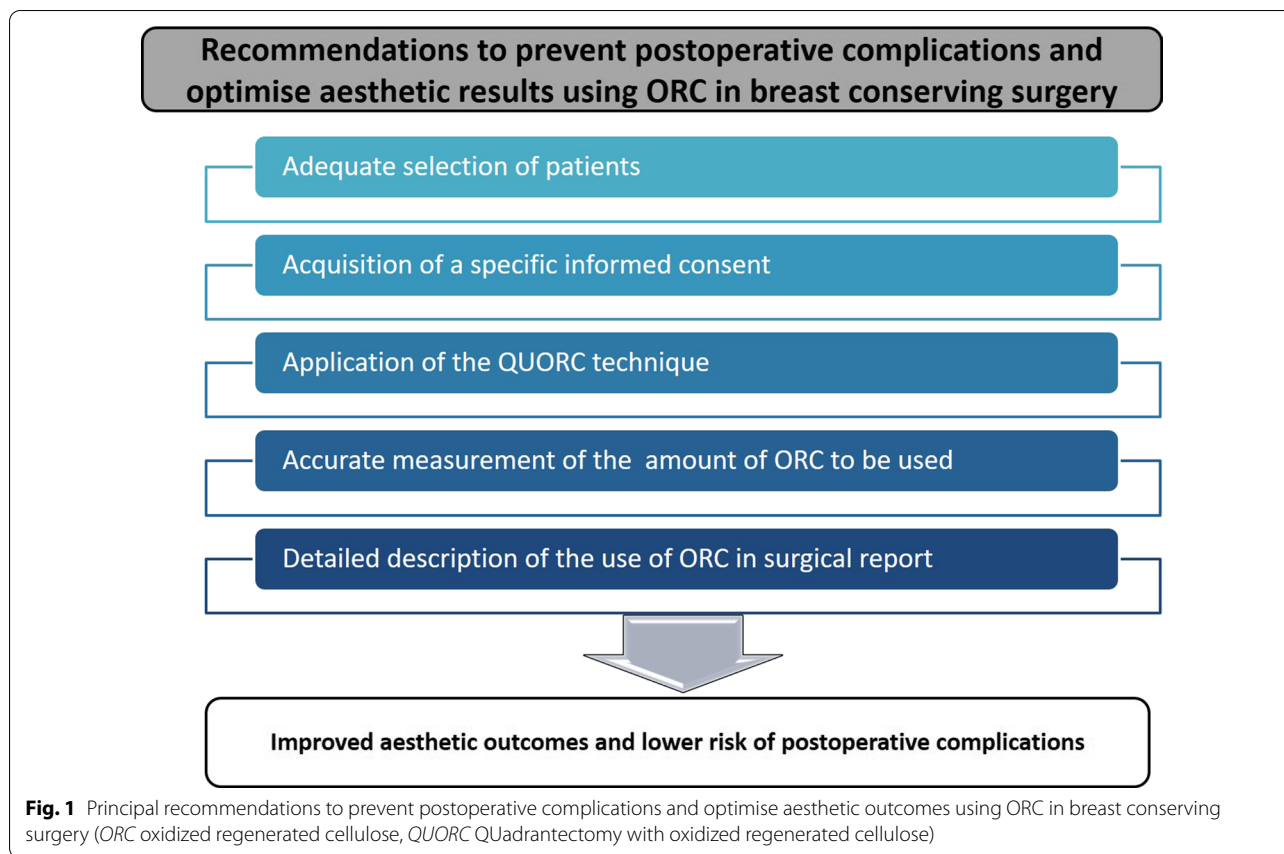 Recommendations to prevent postoperative complications and
optimise aesthetic results using ORC in breast conserving surgery
Adequate selection of patients
Acquisition of a specific informed consent
Application of the QUORC technique
Accurate measurement of the amount of ORC to be used
Detailed description of the use of ORC in surgical report
Improved aesthetic outcomes and lower risk of postoperative complications
Fig. 1 Principal recommendations to prevent postoperative complications and optimise aesthetic outcomes using ORC in breast conserving
surgery (ORC oxidized regenerated cellulose, QUORC QUadrantectomy with oxidized regenerated cellulose)